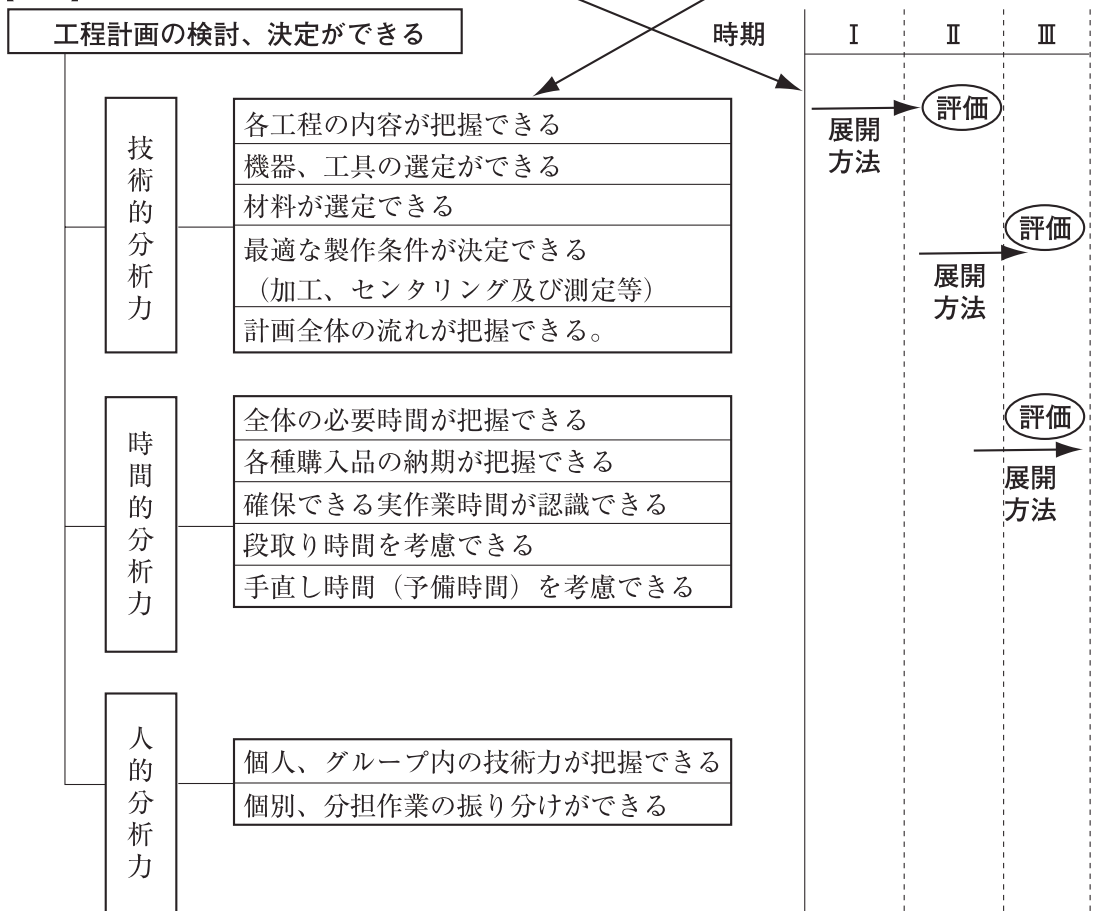 工程計画の検討、決定ができる
時期
Ⅰ
Ⅱ
Ⅲ
技術的分析力
各工程の内容が把握できる
機器、工具の選定ができる
材料が選定できる
最適な製作条件が決定できる
（加工、センタリング及び測定等）
計画全体の流れが把握できる。
展開
方法
評価
展開
方法
評価
時間的分析力
全体の必要時間が把握できる
各種購入品の納期が把握できる
確保できる実作業時間が認識できる
段取り時間を考慮できる
手直し時間（予備時間）を考慮できる
評価
展開
方法
人的分析力
個人、グループ内の技術力が把握できる
個別、分担作業の振り分けができる